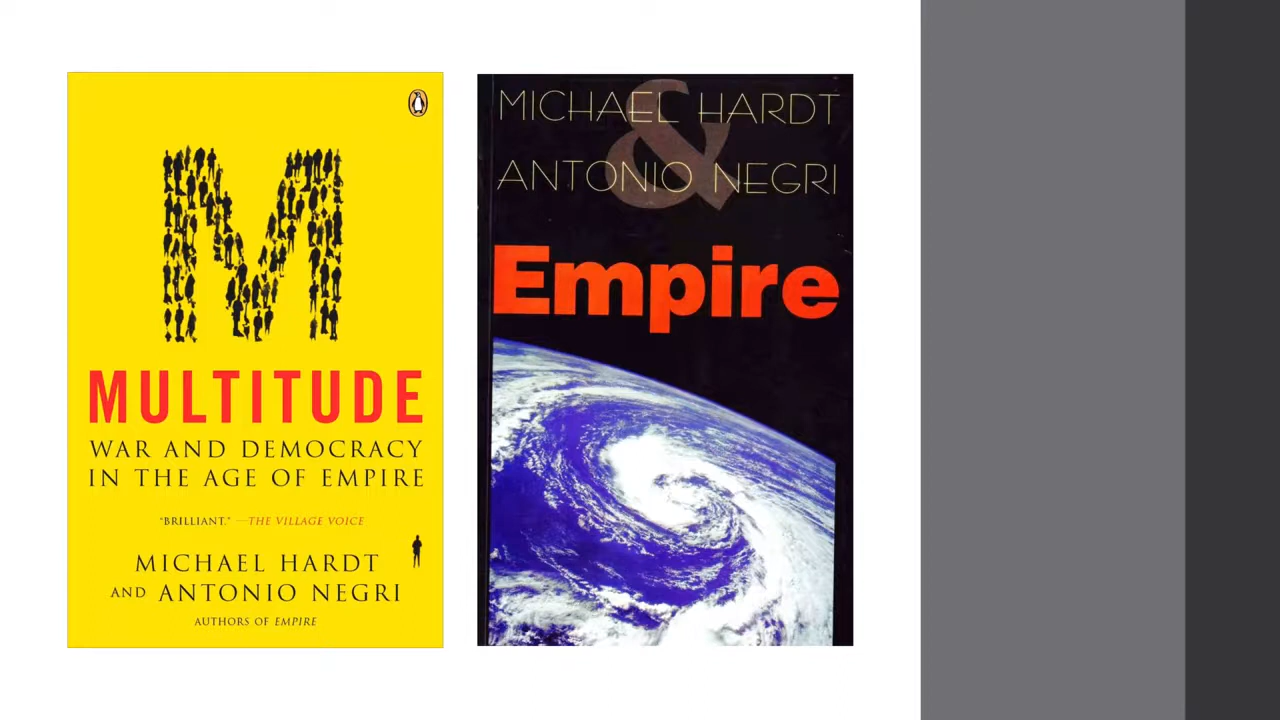 M
MULTITUDE
WAR AND DEMOCRACY
IN THE AGE OF EMPIRE
"BRILLIANT." —THE VILLAGE VOICE
MICHAEL HARDT
AND ANTONIO NEGRI
AUTHORS OF EMPIRE
MICHAEL HARDT
&
ANTONIO NEGRI
Empire